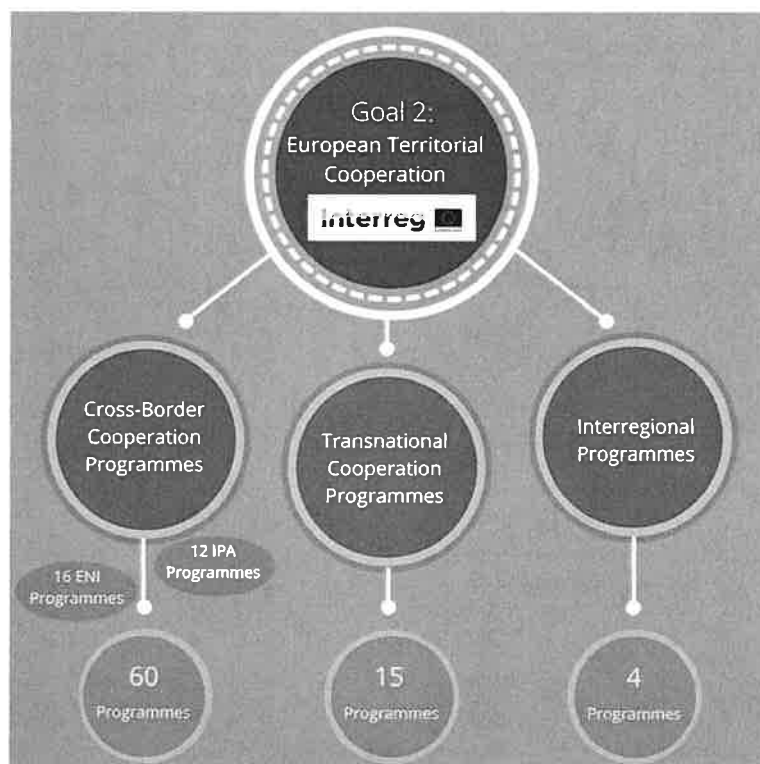 Goal 2:
European Territorial
Cooperation
Interreg
Cross-Border
Cooperation
Programmes
Transnational
Cooperation
Programmes
Interregional
Programmes
16 ENI
Programmes
12 IPA
Programmes
60
Programmes
15
Programmes
4
Programmes